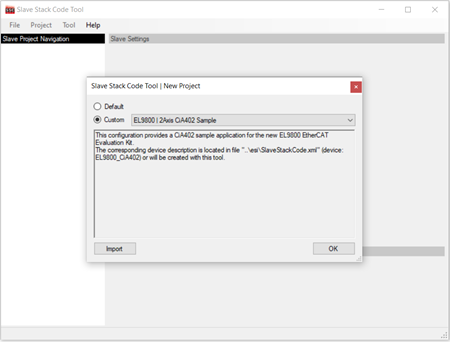 Slave Stack Code Tool
File Project Tool Help
Slave Project Navigation
Slave Settings
Slave Stack Code Tool | New Project
Default
Custom
EL9800 | 2Axis CiA402 Sample
This configuration provides a CiA402 sample application for the new EL9800 EtherCAT
Evaluation Kit.
The corresponding device description is located in file "..\esi\SlaveStackCode.xml" (device:
EL9800_CiA402) or will be created with this tool.
Import
OK